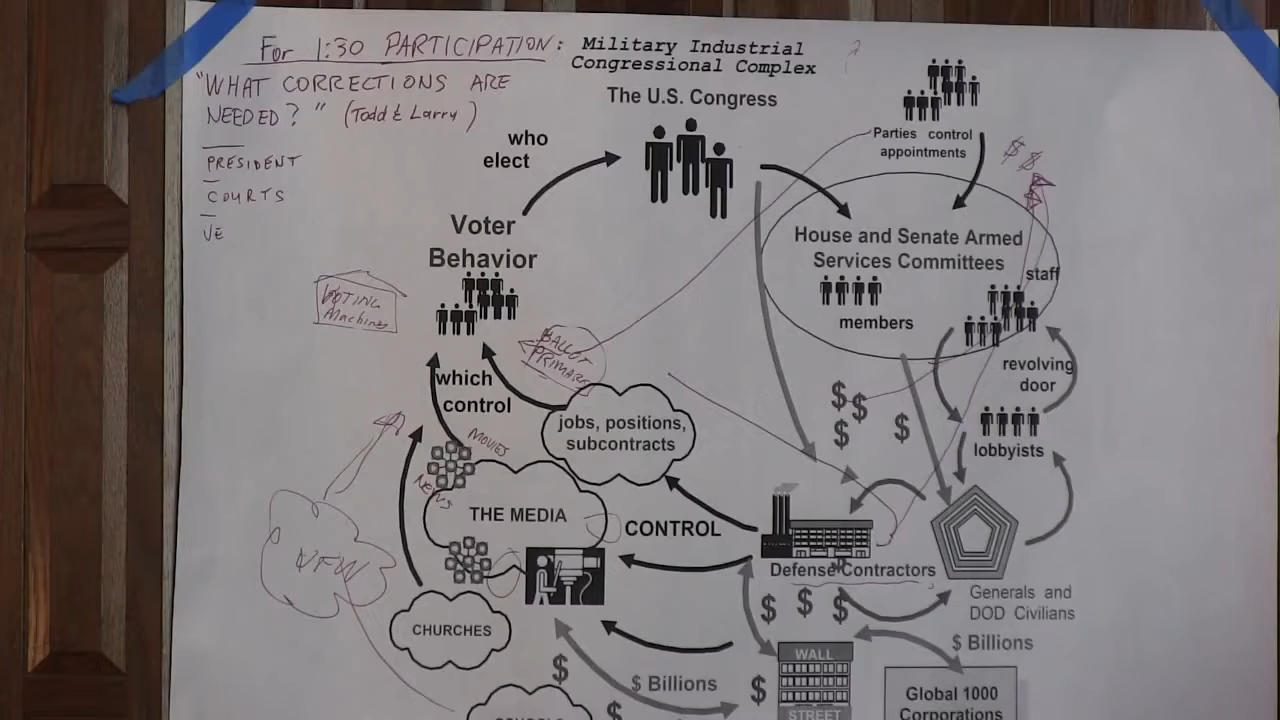 For 1:30 PARTICIPATION:
"WHAT CORRECTIONS ARE
NEEDED?" (Todd & Larry)
PRESIDENT
COURTS
VE
Military Industrial
Congressional Complex
The U.S. Congress
who
elect
Parties control
appointments
$$
Voter
Behavior
House and Senate Armed
Services Committees
staff
members
VOTING
Machines
BALLOT
PRIMARY
revolving
door
which
control
$
$
$
$
lobbyists
jobs, positions,
subcontracts
MOVIES
NEWS
THE MEDIA
CONTROL
VFW
Defense Contractors
Generals and
DOD Civilians
$ $ $
CHURCHES
$ Billions
WALL
STREET
$
$ Billions
$
$
Global 1000
Corporations
SCHOOLS